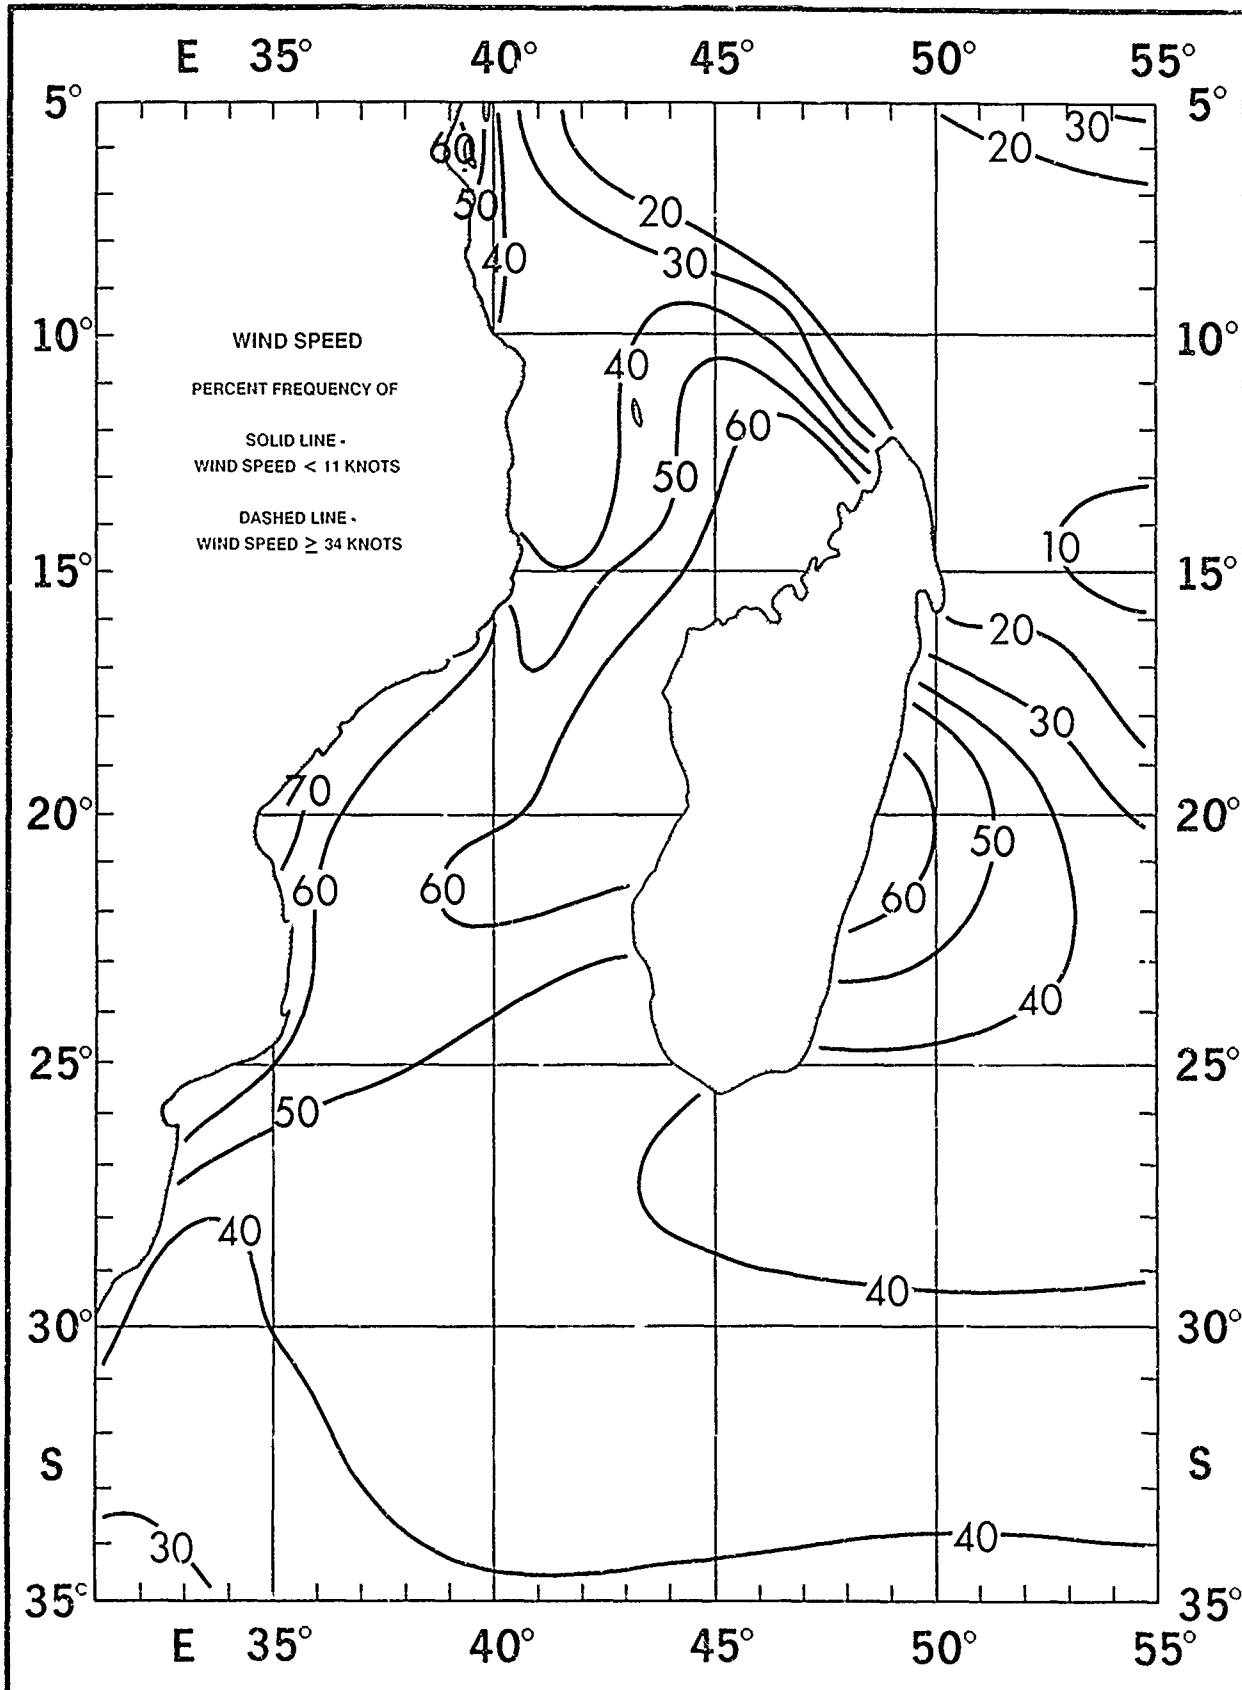 E 35° 40° 45° 50° 55°
5° 5°
30
60 20
50 20
40 30
10° 10°
WIND SPEED
40
PERCENT FREQUENCY OF
60
SOLID LINE -
WIND SPEED < 11 KNOTS
50
DASHED LINE -
WIND SPEED ≥ 34 KNOTS
10
15° 15°
20
30
70
20° 20°
50
60 60 60
40
25° 25°
50
40
40
30° 30°
S S
30 40
35° 35°
E 35° 40° 45° 50° 55°